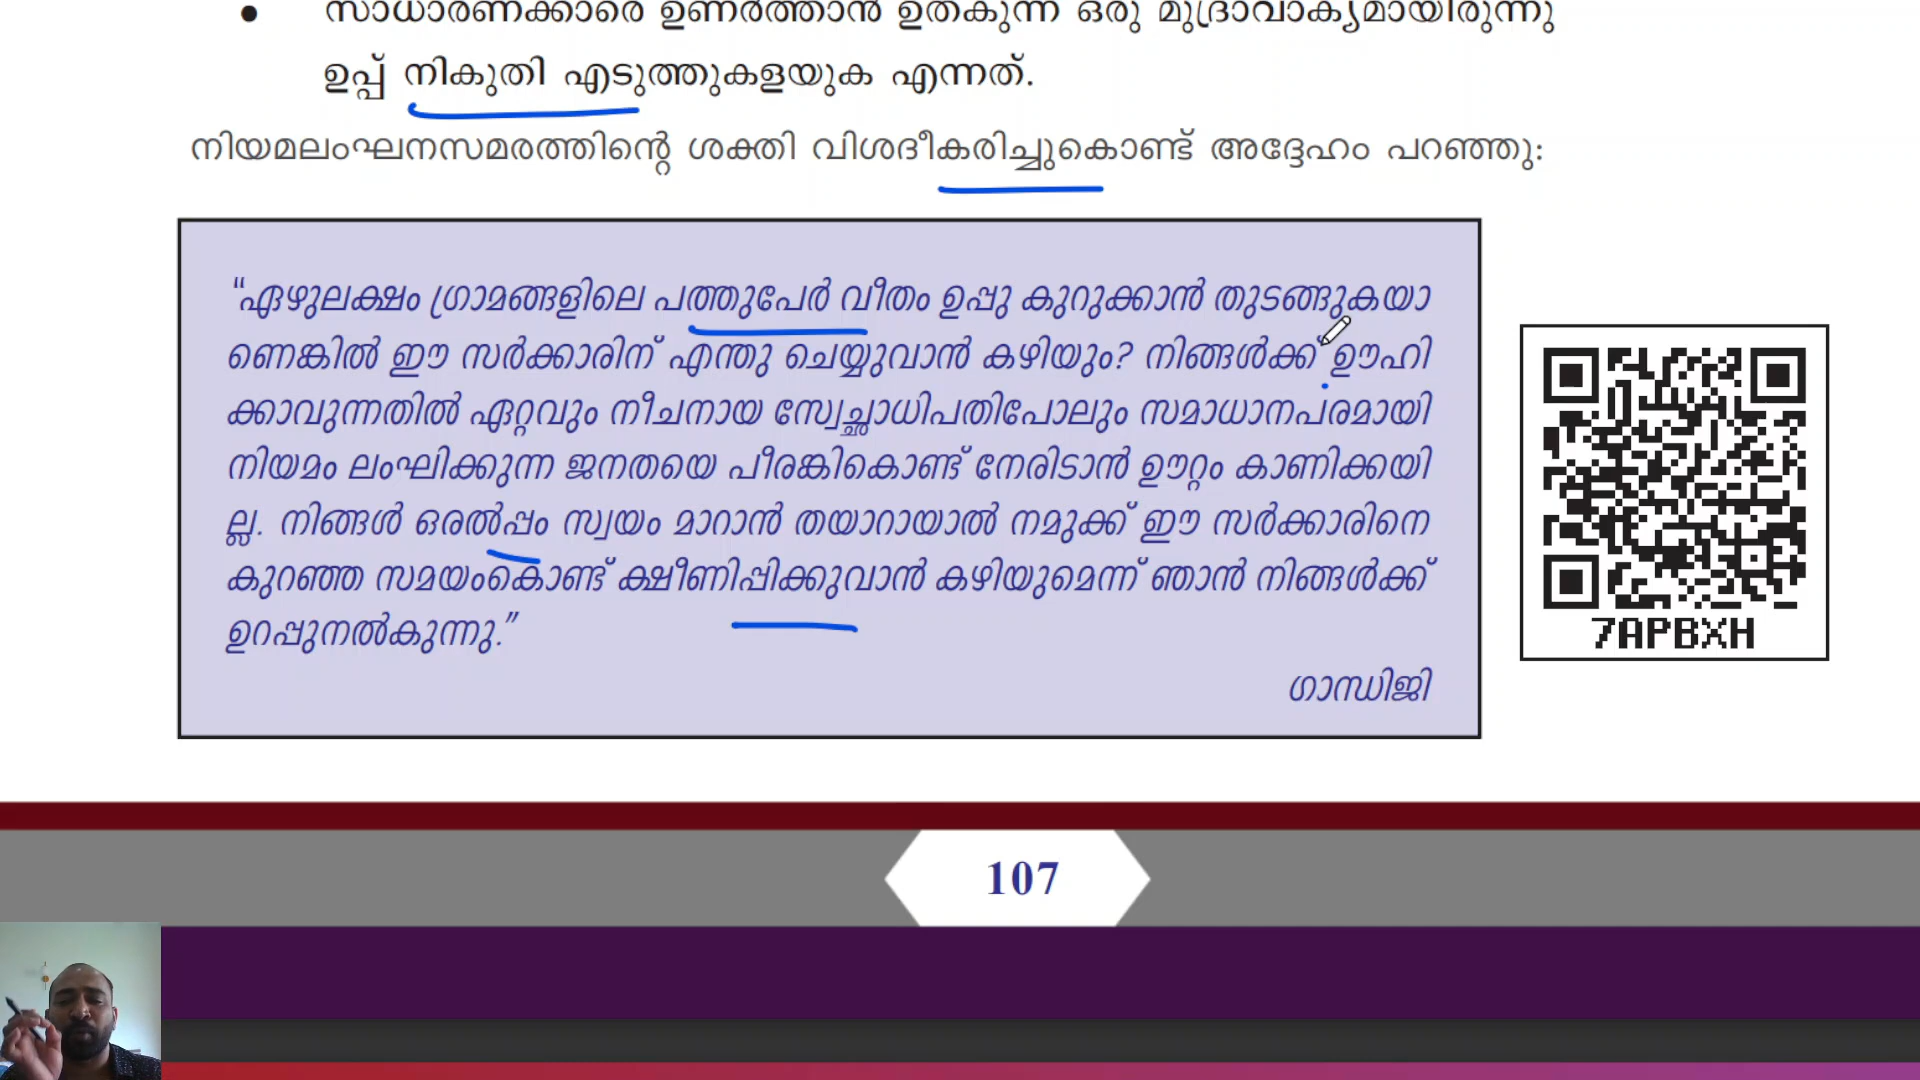 • സാധാരണക്കാരെ ഉണർത്താൻ ഉതകുന്ന ഒരു മുദ്രാവാക്യമായിരുന്നു
ഉപ്പ് നികുതി എടുത്തുകളയുക എന്നത്.
നിയമലംഘനസമരത്തിന്റെ ശക്തി വിശദീകരിച്ചുകൊണ്ട് അദ്ദേഹം പറഞ്ഞു:
“ഏഴുലക്ഷം ഗ്രാമങ്ങളിലെ പത്തുപേർ വീതം ഉപ്പു കുറുക്കാൻ തുടങ്ങുകയാ
ണെങ്കിൽ ഈ സർക്കാരിന് എന്തു ചെയ്യുവാൻ കഴിയും? നിങ്ങൾക്ക് ഊഹി
ക്കാവുന്നതിൽ ഏറ്റവും നീചനായ സ്വേച്ഛാധിപതിപോലും സമാധാനപരമായി
നിയമം ലംഘിക്കുന്ന ജനതയെ പീരങ്കികൊണ്ട് നേരിടാൻ ഊറ്റം കാണിക്കയി
ല്ല. നിങ്ങൾ ഒരൽപ്പം സ്വയം മാറാൻ തയാറായാൽ നമുക്ക് ഈ സർക്കാരിനെ
കുറഞ്ഞ സമയംകൊണ്ട് ക്ഷീണിപ്പിക്കുവാൻ കഴിയുമെന്ന് ഞാൻ നിങ്ങൾക്ക്
ഉറപ്പുനൽകുന്നു.”
ഗാന്ധിജി
7APBXH
107